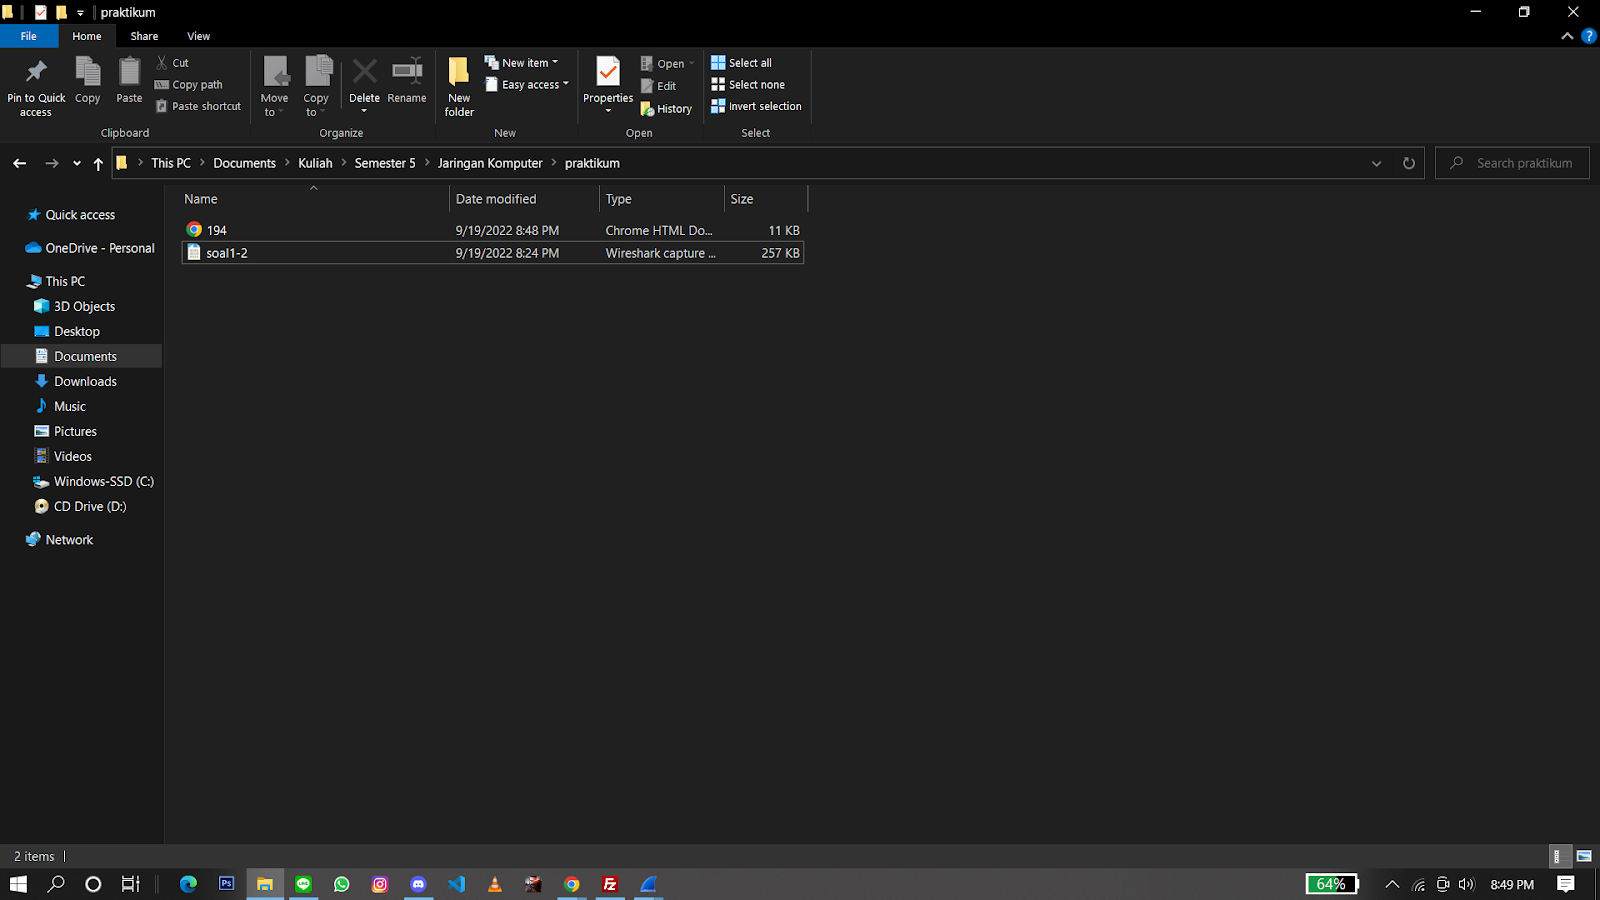 praktikum
File Home Share View
Pin to Quick access
Copy
Paste
Cut
Copy path
Paste shortcut
Clipboard
Move to
Copy to
Delete
Rename
Organize
New folder
New item
Easy access
New
Properties
Open
Edit
History
Open
Select all
Select none
Invert selection
Select
This PC Documents Kuliah Semester 5 Jaringan Komputer praktikum
Search praktikum
Name Date modified Type Size
194 9/19/2022 8:48 PM Chrome HTML Do... 11 KB
soal1-2 9/19/2022 8:24 PM Wireshark capture ... 257 KB
Quick access
OneDrive - Personal
This PC
3D Objects
Desktop
Documents
Downloads
Music
Pictures
Videos
Windows-SSD (C:)
CD Drive (D:)
Network
2 items
Ps
64%
8:49 PM